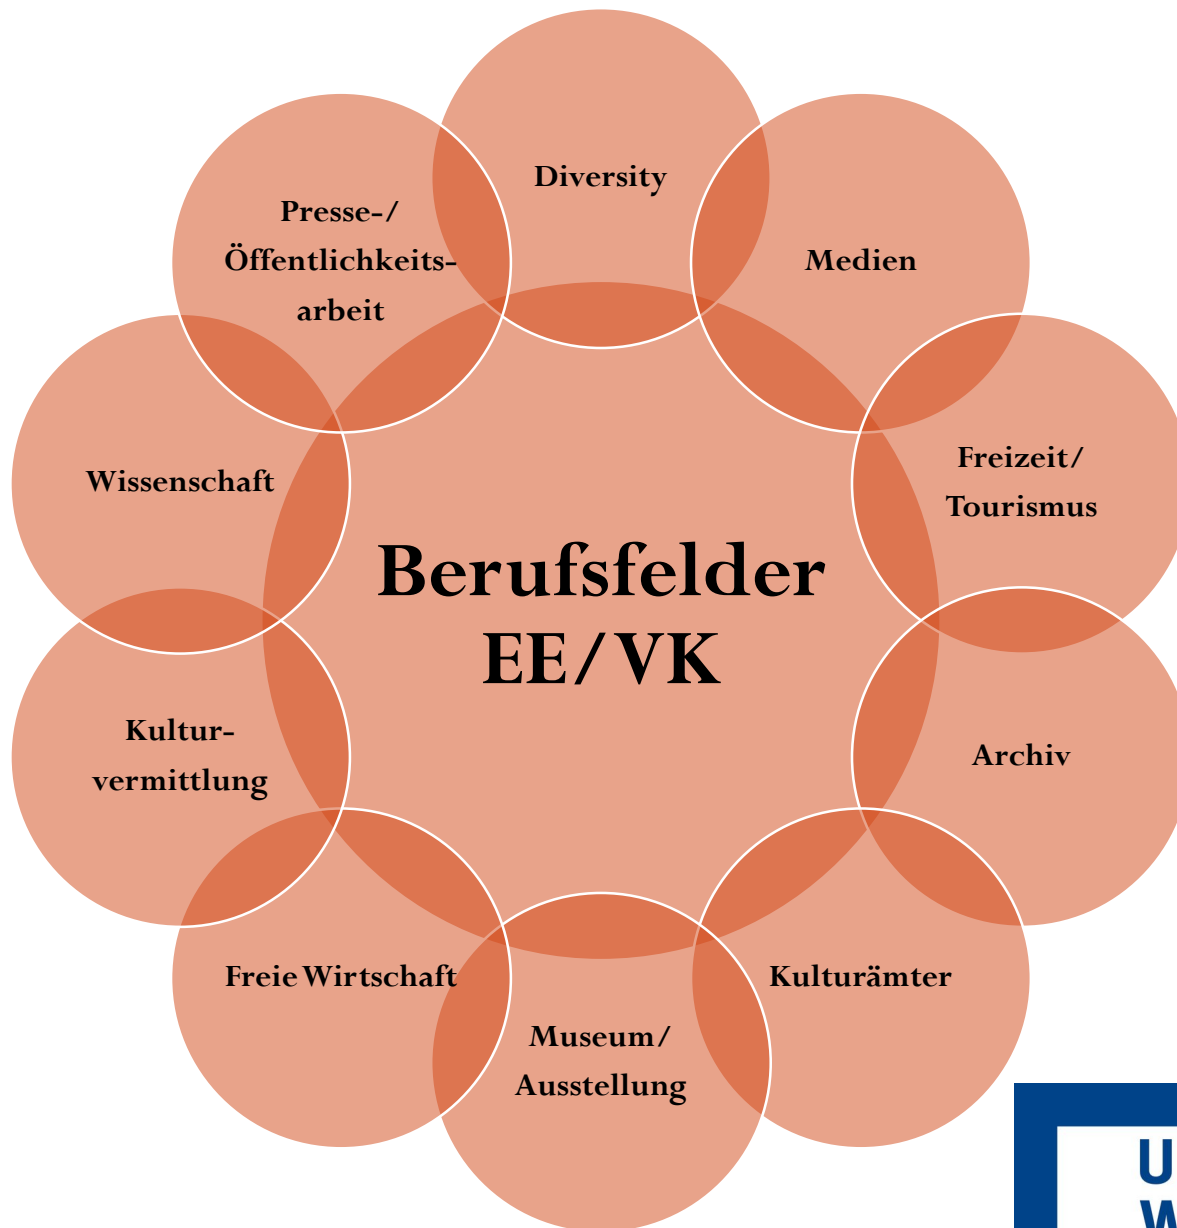 Diversity
Presse-/
Öffentlichkeits-
arbeit
Medien
Freizeit/
Tourismus
Wissenschaft
Berufsfelder
EE/VK
Kultur-
vermittlung
Archiv
Freie Wirtschaft
Kulturämter
Museum/
Ausstellung